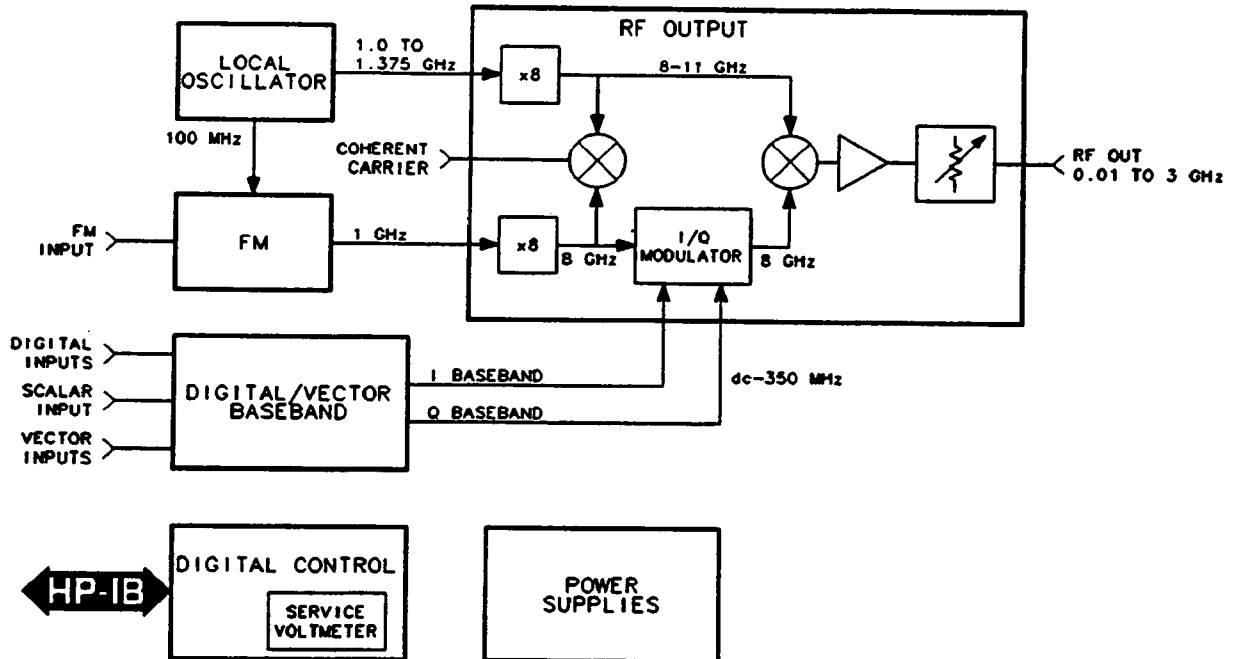 RF OUTPUT
LOCAL
OSCILLATOR
1.0 TO
1.375 GHz
x8
8-11 GHz
100 MHz
COHERENT
CARRIER
RF OUT
0.01 TO 3 GHz
FM
INPUT
FM
1 GHz
x8
8 GHz
I/Q
MODULATOR
8 GHz
DIGITAL
INPUTS
SCALAR
INPUT
VECTOR
INPUTS
DIGITAL/VECTOR
BASEBAND
I BASEBAND
Q BASEBAND
dc-350 MHz
HP-IB
DIGITAL CONTROL
SERVICE
VOLTMETER
POWER
SUPPLIES